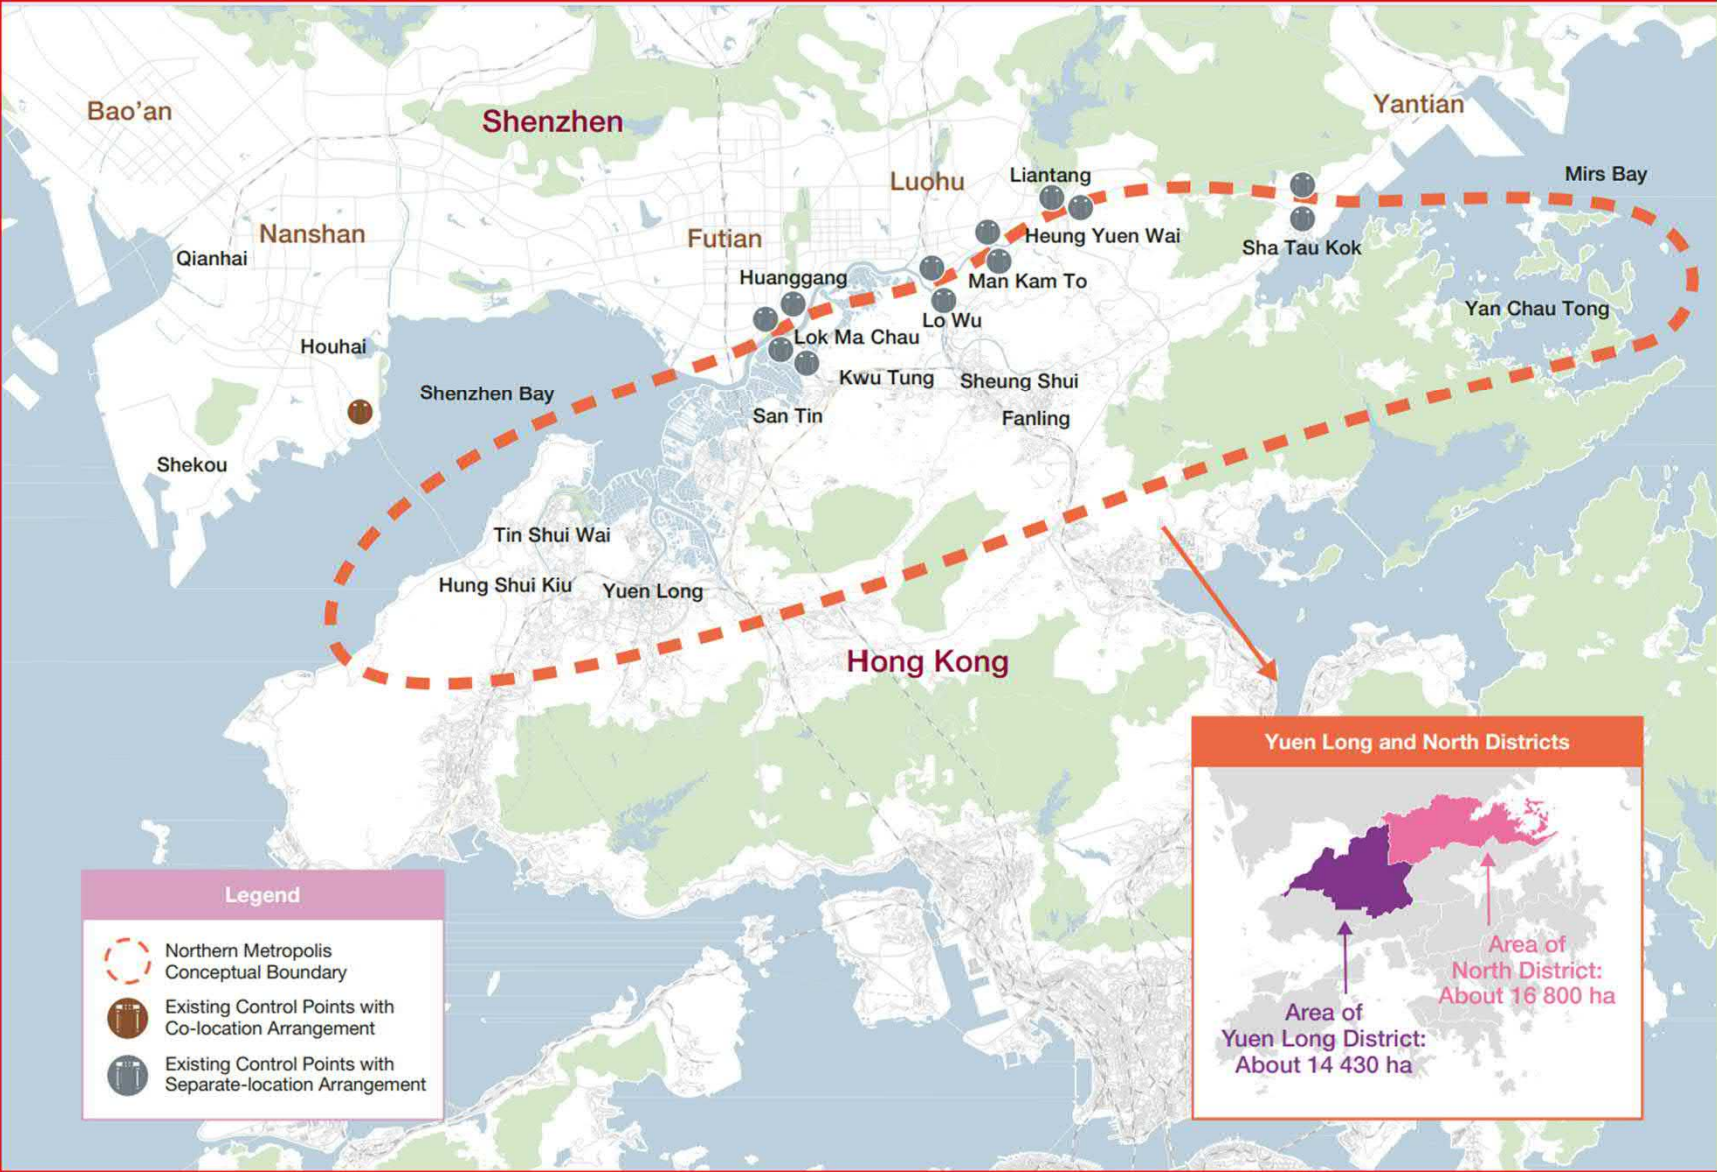 Bao'an
Shenzhen
Yantian
Mirs Bay
Liantang
Luohu
Nanshan
Futian
Heung Yuen Wai
Sha Tau Kok
Qianhai
Huanggang
Man Kam To
Yan Chau Tong
Lo Wu
Lok Ma Chau
Houhai
Kwu Tung
Sheung Shui
Shenzhen Bay
San Tin
Fanling
Shekou
Tin Shui Wai
Hung Shui Kiu
Yuen Long
Hong Kong
Yuen Long and North Districts
Area of
North District:
About 16 800 ha
Area of
Yuen Long District:
About 14 430 ha
Legend
Northern Metropolis
Conceptual Boundary
Existing Control Points with
Co-location Arrangement
Existing Control Points with
Separate-location Arrangement